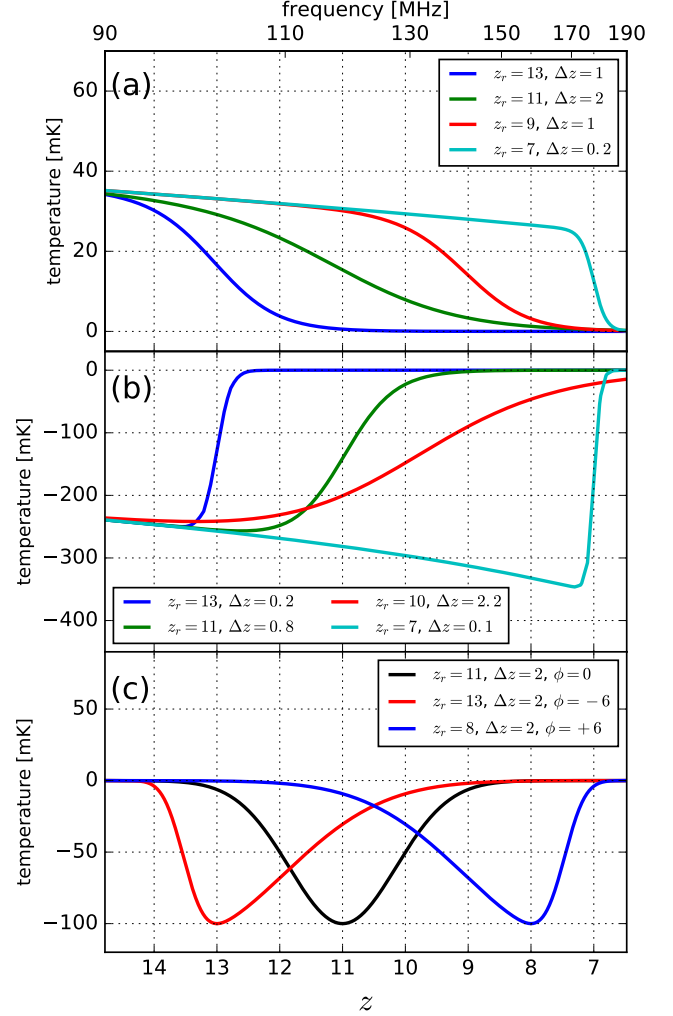 frequency [MHz]
90 110 130 150 170 190
(a)
z_r = 13, Δz = 1
z_r = 11, Δz = 2
z_r = 9, Δz = 1
z_r = 7, Δz = 0.2
60
40
20
0
temperature [mK]
(b)
0
−100
−200
−300
−400
temperature [mK]
z_r = 13, Δz = 0.2 z_r = 10, Δz = 2.2
z_r = 11, Δz = 0.8 z_r = 7, Δz = 0.1
(c)
z_r = 11, Δz = 2, ϕ = 0
z_r = 13, Δz = 2, ϕ = −6
z_r = 8, Δz = 2, ϕ = +6
50
0
−50
−100
temperature [mK]
14 13 12 11 10 9 8 7
z